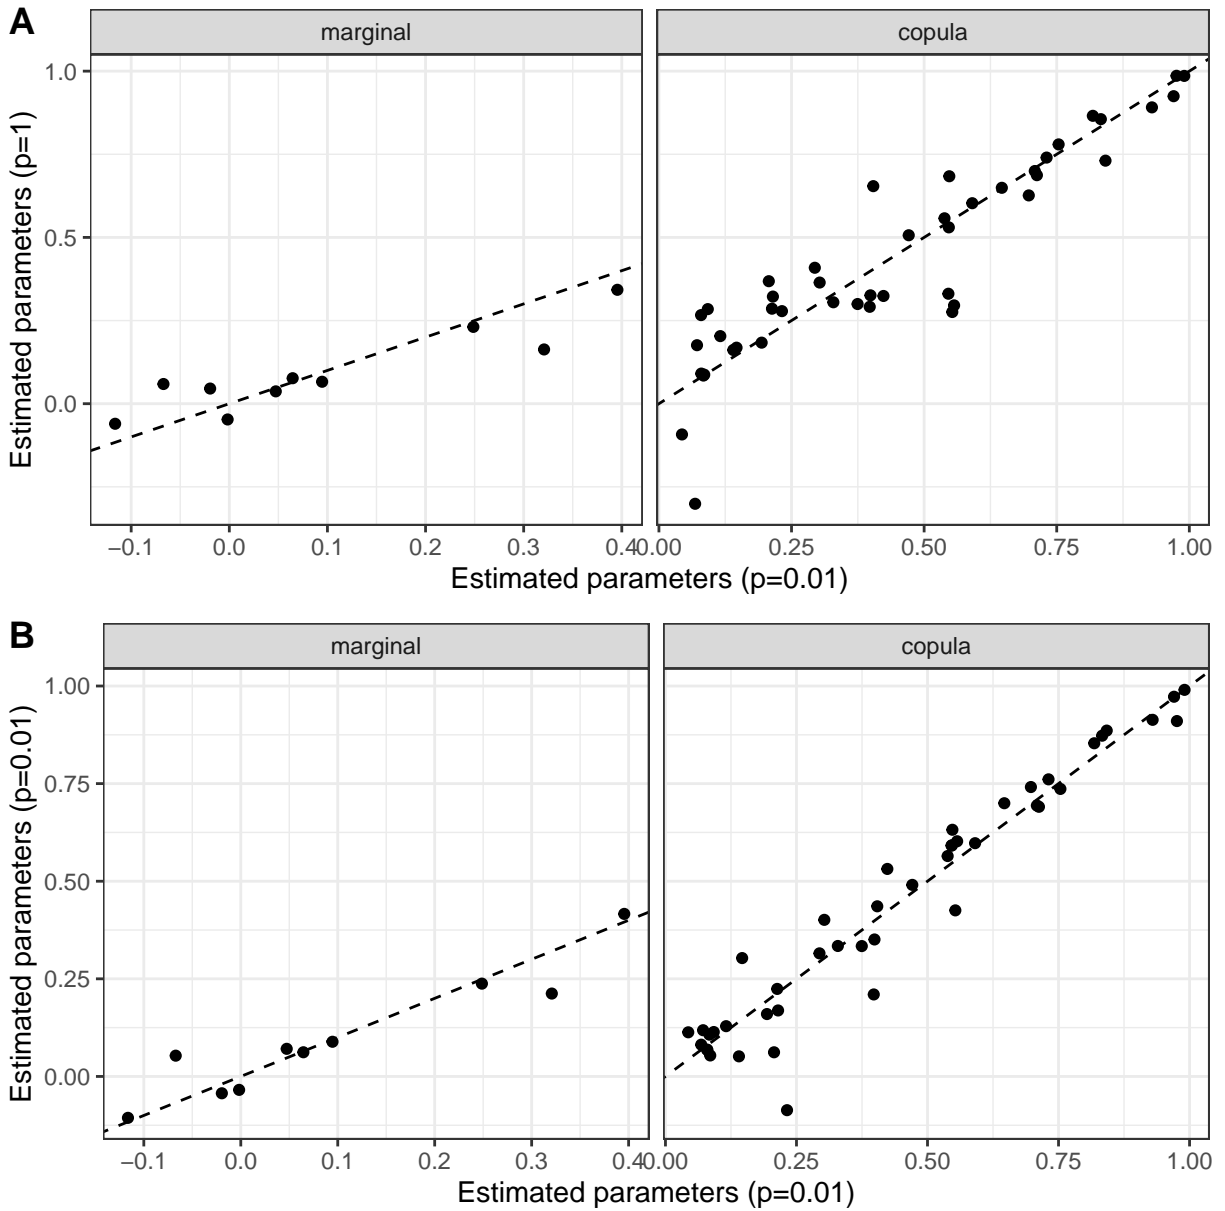 A
marginal
copula
1.0
0.5
0.0
Estimated parameters (p=1)
−0.1 0.0 0.1 0.2 0.3 0.4 0.00 0.25 0.50 0.75 1.00
Estimated parameters (p=0.01)
B
marginal
copula
1.00
0.75
0.50
0.25
0.00
Estimated parameters (p=0.01)
−0.1 0.0 0.1 0.2 0.3 0.4 0.00 0.25 0.50 0.75 1.00
Estimated parameters (p=0.01)